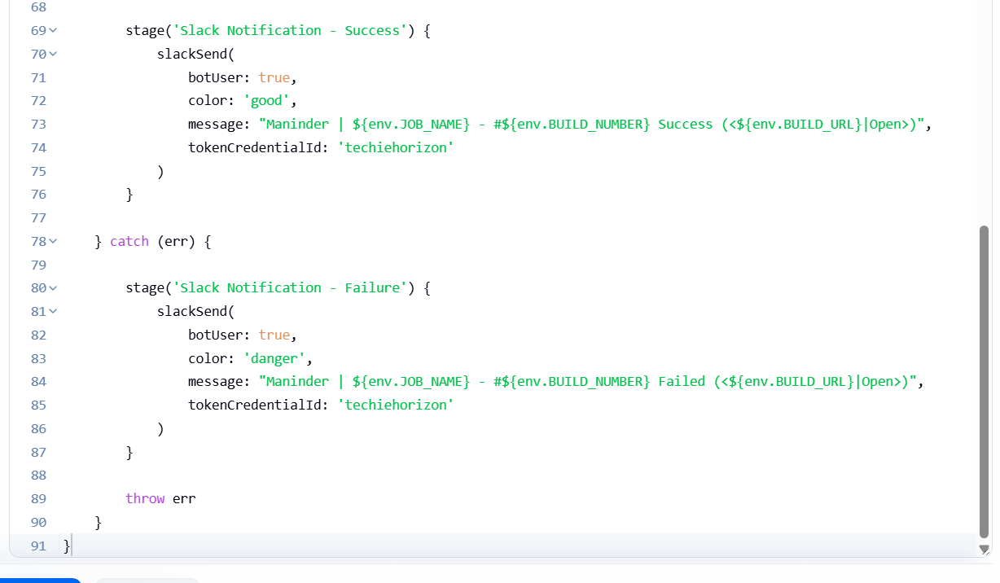 68
69 stage('Slack Notification - Success') {
70 slackSend(
71 botUser: true,
72 color: 'good',
73 message: "Maninder | ${env.JOB_NAME} - #${env.BUILD_NUMBER} Success (<${env.BUILD_URL}|Open>)",
74 tokenCredentialId: 'techiehorizon'
75 )
76 }
77
78 } catch (err) {
79
80 stage('Slack Notification - Failure') {
81 slackSend(
82 botUser: true,
83 color: 'danger',
84 message: "Maninder | ${env.JOB_NAME} - #${env.BUILD_NUMBER} Failed (<${env.BUILD_URL}|Open>)",
85 tokenCredentialId: 'techiehorizon'
86 )
87 }
88
89 throw err
90 }
91 }